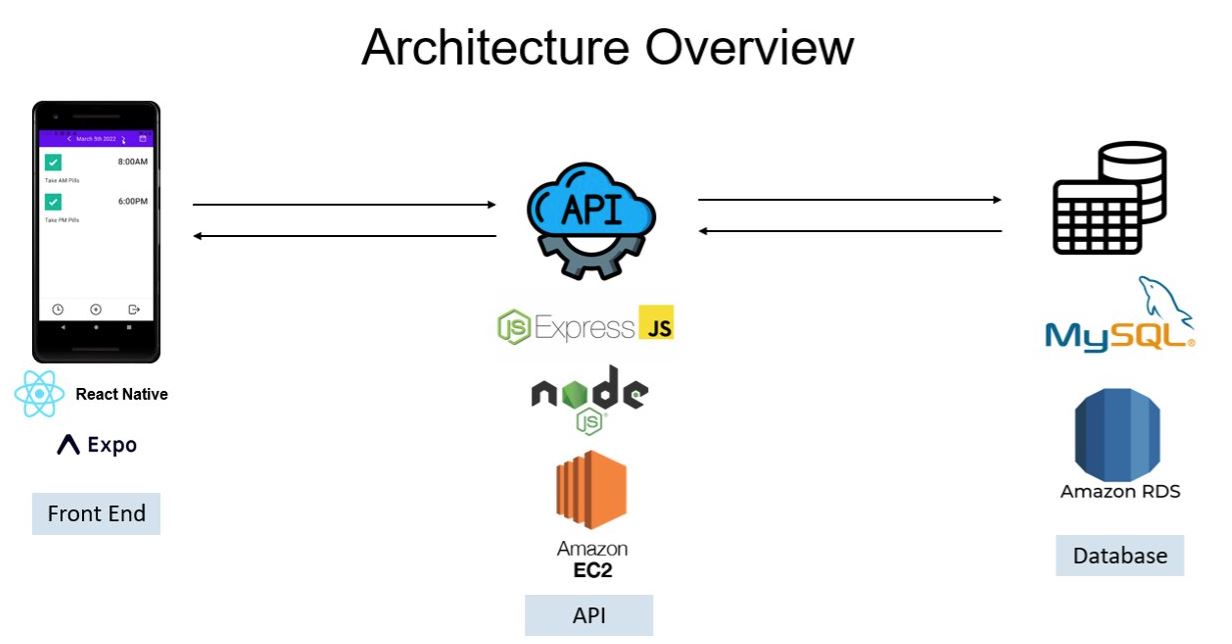 Architecture Overview
March 5th 2022
8:00AM
Take AM Pills
6:00PM
Take PM Pills
React Native
Expo
Front End
API
JS Express JS
node
JS
Amazon
EC2
API
MySQL®
Amazon RDS
Database